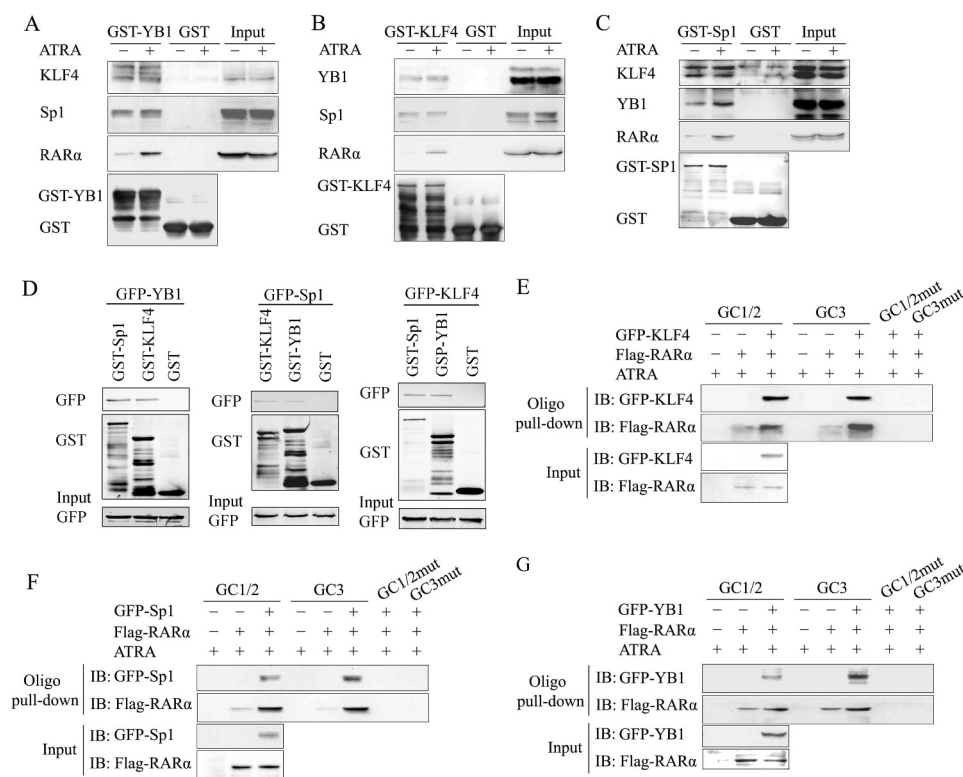 A
GST-YB1 GST Input
ATRA − + − + − +
KLF4
Sp1
RARα
GST-YB1
GST
B
GST-KLF4 GST Input
ATRA − + − + − +
YB1
Sp1
RARα
GST-KLF4
GST
C
GST-Sp1 GST Input
ATRA − + − + − +
KLF4
YB1
RARα
GST-SP1
GST
D
GFP-YB1
GST-Sp1
GST-KLF4
GST
GFP
GST
Input
GFP
GFP-Sp1
GST-KLF4
GST-YB1
GST
GFP
GST
Input
GFP
GFP-KLF4
GST-Sp1
GSP-YB1
GST
GFP
GST
Input
GFP
E
GC1/2 GC3 GC1/2mut GC3mut
GFP-KLF4 − − + − − + + +
Flag-RARα − + + − + + + +
ATRA + + + + + + + +
Oligo pull-down
IB: GFP-KLF4
IB: Flag-RARα
Input
IB: GFP-KLF4
IB: Flag-RARα
F
GC1/2 GC3 GC1/2mut GC3mut
GFP-Sp1 − − + − − + + +
Flag-RARα − + + − + + + +
ATRA + + + + + + + +
Oligo pull-down
IB: GFP-Sp1
IB: Flag-RARα
Input
IB: GFP-Sp1
IB: Flag-RARα
G
GC1/2 GC3 GC1/2mut GC3mut
GFP-YB1 − − + − − + + +
Flag-RARα − + + − + + + +
ATRA + + + + + + + +
Oligo pull-down
IB: GFP-YB1
IB: Flag-RARα
Input
IB: GFP-YB1
IB: Flag-RARα